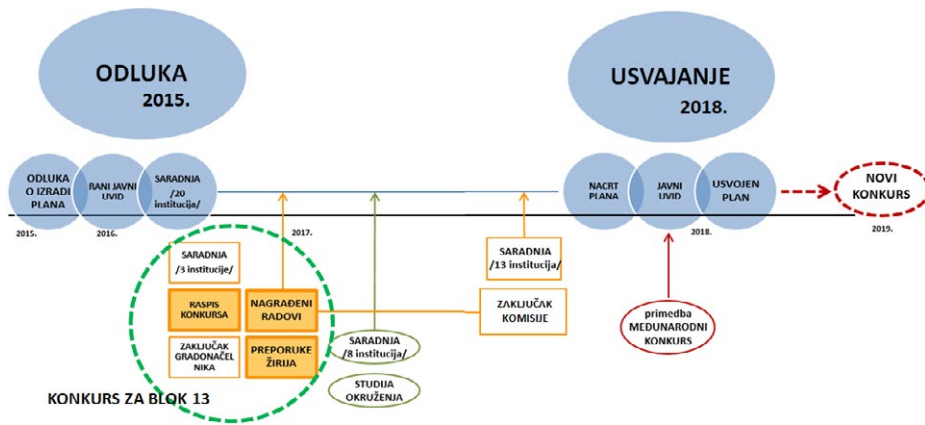 ODLUKA
2015.
USVAJANJE
2018.
ODLUKA
O IZRADI
PLANA
RANI JAVNI
UVID
SARADNJA
/20
institucija/
NACRT
PLANA
JAVNI
UVID
USVOJEN
PLAN
NOVI
KONKURS
2015.
2016.
2017.
2018.
2019.
SARADNJA
/3 institucije/
RASPIS
KONKURSA
NAGRAĐENI
RADOVI
ZAKLJUČAK
GRADONAČEL
NIKA
PREPORUKE
ŽIRIJA
KONKURS ZA BLOK 13
SARADNJA
/8 institucija/
STUDIJA
OKRUŽENJA
SARADNJA
/13 institucija/
ZAKLJUČAK
KOMISIJE
primedba
MEĐUNARODNI
KONKURS